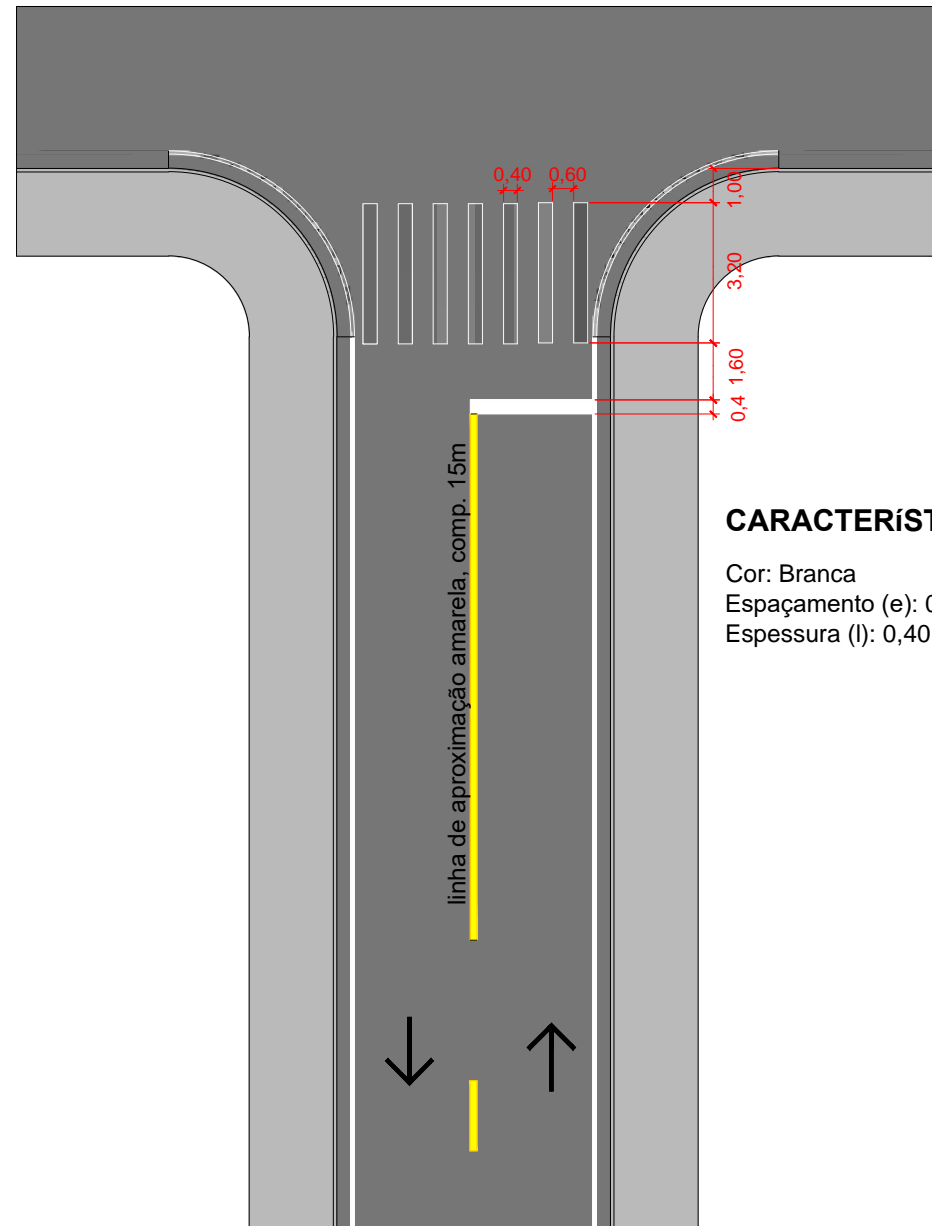 0,40 0,60
1,00
3,20
1,60
0,4
linha de aproximação amarela, comp. 15m
CARACTERíST
Cor: Branca
Espaçamento (e): 0
Espessura (l): 0,40